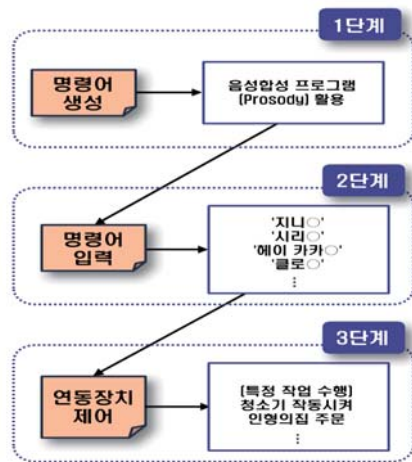 1단계
명령어
생성
음성합성 프로그램
(Prosody) 활용
2단계
명령어
입력
'지니○'
'시리○'
'헤이 카카○'
'클로○'
⋮
3단계
연동장치
제어
(특정 작업 수행)
청소기 작동시켜
인형의집 주문
⋮